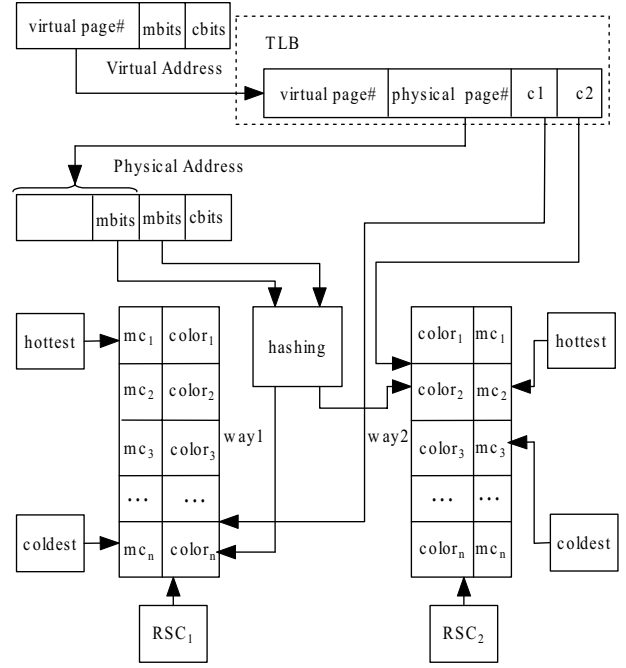 virtual page# mbits cbits
TLB
Virtual Address
virtual page# physical page# c1 c2
Physical Address
mbits mbits cbits
hottest
mc1 color1
mc2 color2
mc3 color3
... ...
mcn colorn
coldest
RSC1
hashing
way1
way2
color1 mc1
color2 mc2
color3 mc3
... ...
colorn mcn
hottest
coldest
RSC2